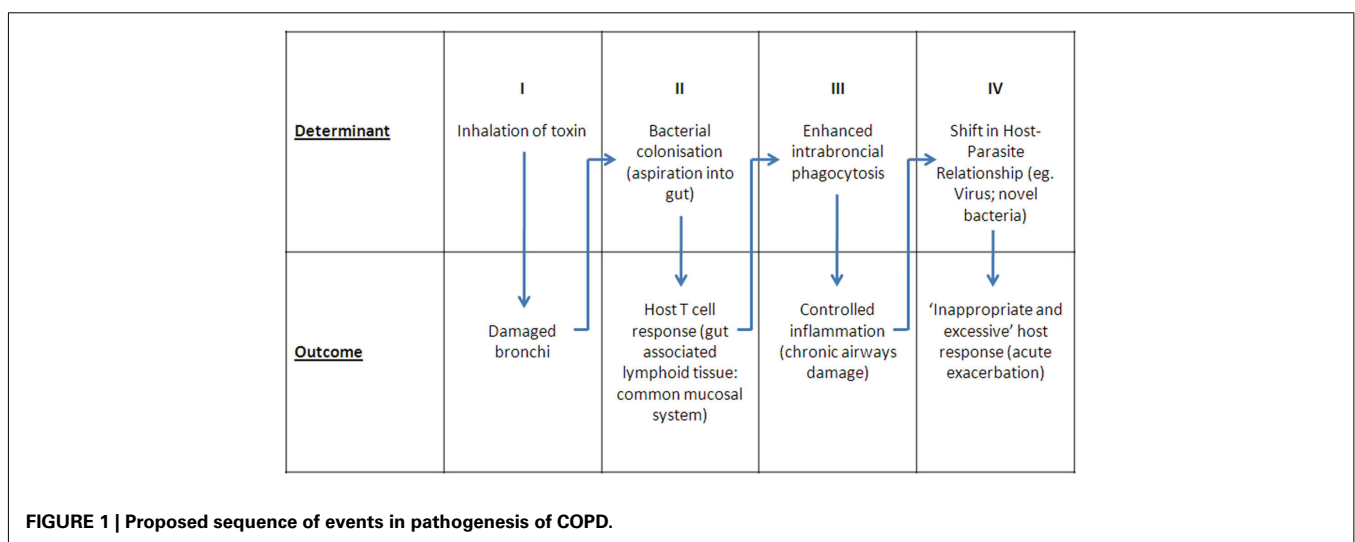 I
II
III
IV
Determinant
Inhalation of toxin
Bacterial
colonisation
(aspiration into
gut)
Enhanced
intrabroncial
phagocytosis
Shift in Host-
Parasite
Relationship (eg.
Virus; novel
bacteria)
Outcome
Damaged
bronchi
Host T cell
response (gut
associated
lymphoid tissue:
common mucosal
system)
Controlled
inflammation
(chronic airways
damage)
‘Inappropriate and
excessive’ host
response (acute
exacerbation)
FIGURE 1 | Proposed sequence of events in pathogenesis of COPD.